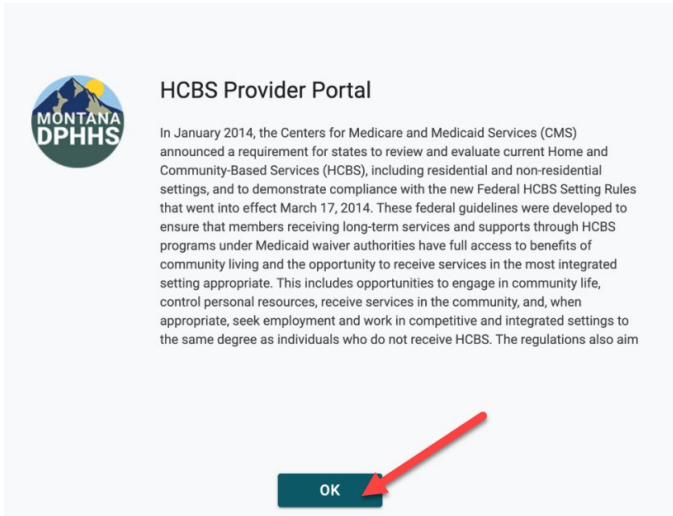 HCBS Provider Portal
MONTANA
DPHHS
In January 2014, the Centers for Medicare and Medicaid Services (CMS)
announced a requirement for states to review and evaluate current Home and
Community-Based Services (HCBS), including residential and non-residential
settings, and to demonstrate compliance with the new Federal HCBS Setting Rules
that went into effect March 17, 2014. These federal guidelines were developed to
ensure that members receiving long-term services and supports through HCBS
programs under Medicaid waiver authorities have full access to benefits of
community living and the opportunity to receive services in the most integrated
setting appropriate. This includes opportunities to engage in community life,
control personal resources, receive services in the community, and, when
appropriate, seek employment and work in competitive and integrated settings to
the same degree as individuals who do not receive HCBS. The regulations also aim
OK